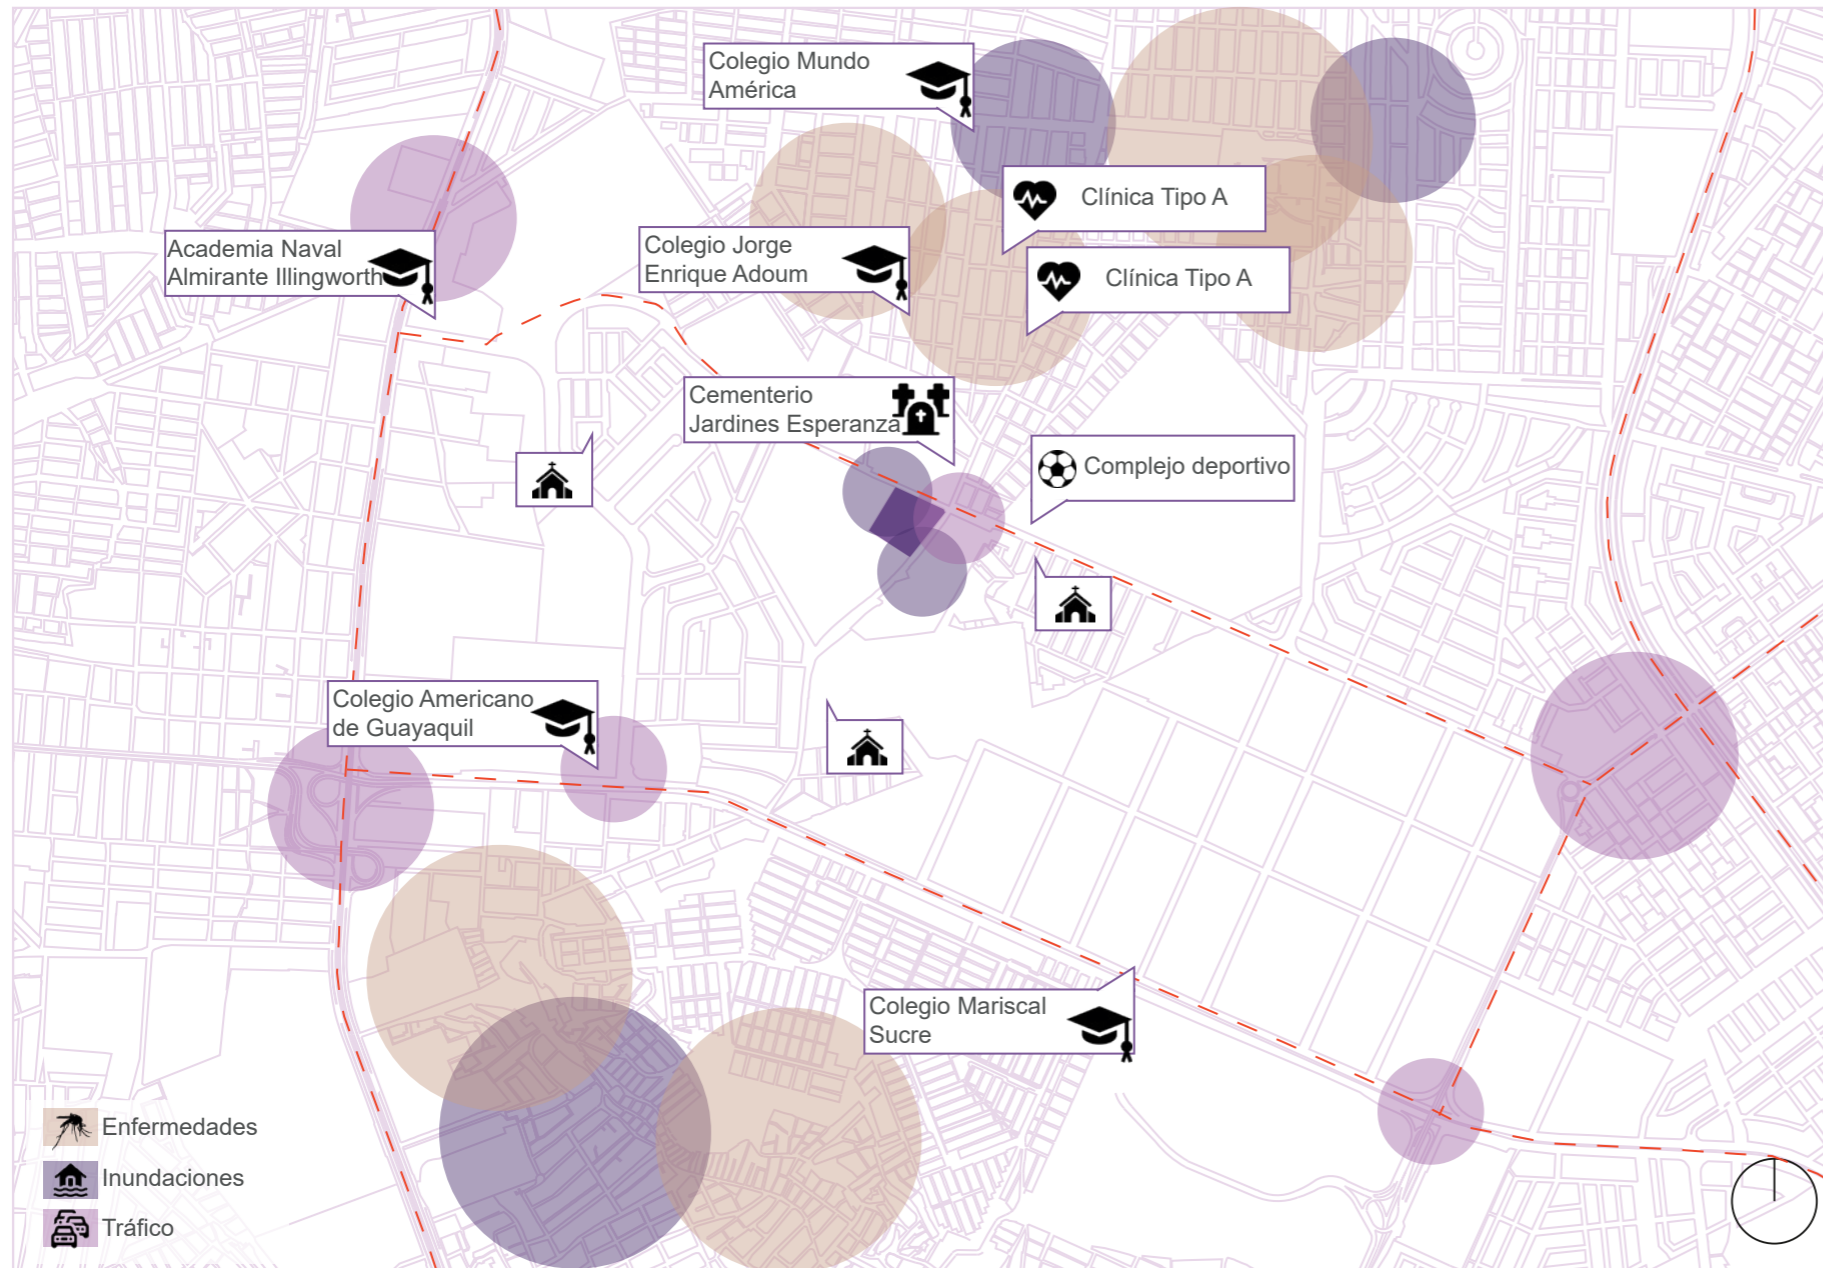 Colegio Mundo
América
Clínica Tipo A
Academia Naval
Almirante Illingworth
Colegio Jorge
Enrique Adoum
Clínica Tipo A
Cementerio
Jardines Esperanza
Complejo deportivo
Colegio Americano
de Guayaquil
Colegio Mariscal
Sucre
Enfermedades
Inundaciones
Tráfico